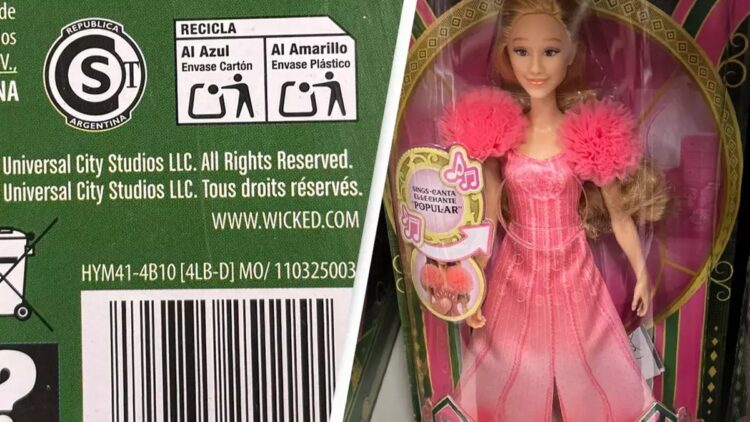 de
os
V.,
NA
REPUBLICA
CST
ARGENTINA
RECICLA
Al Azul
Envase Cartón
Al Amarillo
Envase Plástico
Universal City Studios LLC. All Rights Reserved.
Universal City Studios LLC. Tous droits réservés.
WWW.WICKED.COM
HYM41-4B10 [4LB-D] MO/ 110325003
?
SINGS•CANTA
ELLE CHANTE
"POPULAR"